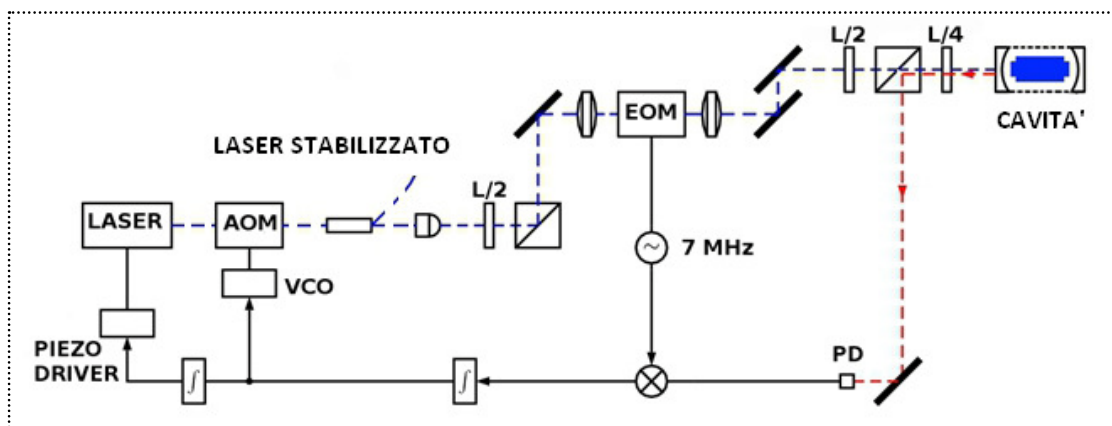 L/2
L/4
EOM
CAVITA'
LASER STABILIZZATO
L/2
LASER
AOM
7 MHz
VCO
PIEZO
DRIVER
PD
∫
∫
~